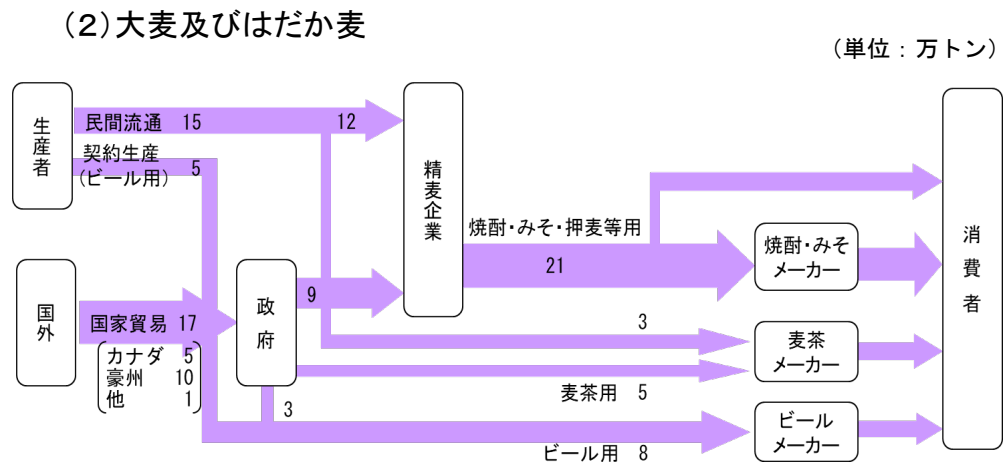 (2)大麦及びはだか麦
(単位:万トン)
生産者
民間流通 15
12
契約生産
(ビール用) 5
精麦企業
焼酎・みそ・押麦等用
21
焼酎・みそ
メーカー
消費者
国外
国家貿易 17
カナダ 5
豪州 10
他 1
政府
9
3
麦茶
メーカー
麦茶用 5
3
ビール
メーカー
ビール用 8